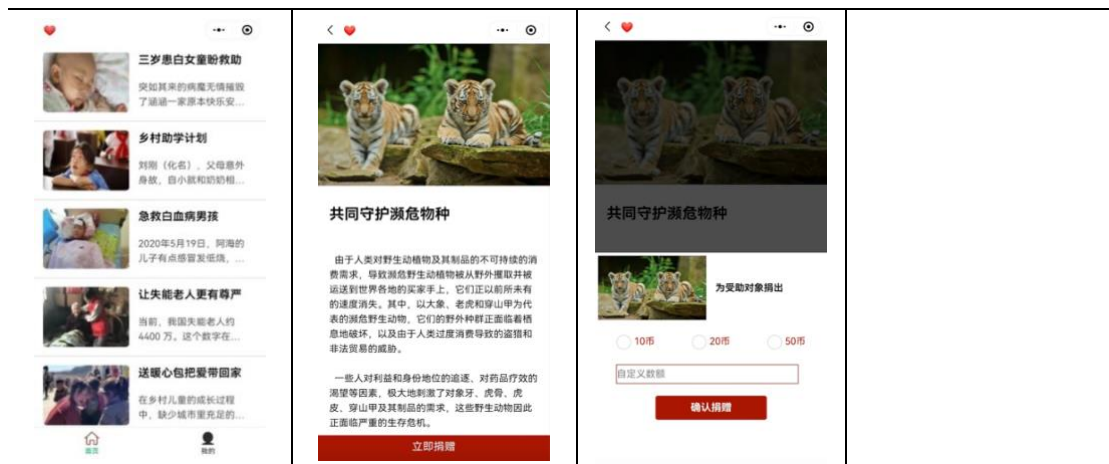 三岁患白女童盼救助
突如其来的病魔无情摧毁
了涵涵一家原本快乐安...
乡村助学计划
刘刚（化名），父母意外
身故，自小就和奶奶相...
急救白血病男孩
2020年5月19日，阿海的
儿子有点感冒发低烧，...
让失能老人更有尊严
当前，我国失能老人约
4400 万。这个数字在...
送暖心包把爱带回家
在乡村儿童的成长过程
中，缺少城市里充足的...
首页
我的
共同守护濒危物种
由于人类对野生动植物及其制品的不可持续的消
费需求，导致濒危野生动植物被从野外攫取并被
运送到世界各地的买家手上，它们正以前所未有
的速度消失。其中，以大象、老虎和穿山甲为代
表的濒危野生动物，它们的野外种群正面临着栖
息地破坏，以及由于人类过度消费导致的盗猎和
非法贸易的威胁。
一些人对利益和身份地位的追逐、对药品疗效的
渴望等因素，极大地刺激了对象牙、虎骨、虎
皮、穿山甲及其制品的需求，这些野生动物因此
正面临严重的生存危机。
立即捐赠
共同守护濒危物种
为受助对象捐出
10币
20币
50币
自定义数额
确认捐赠